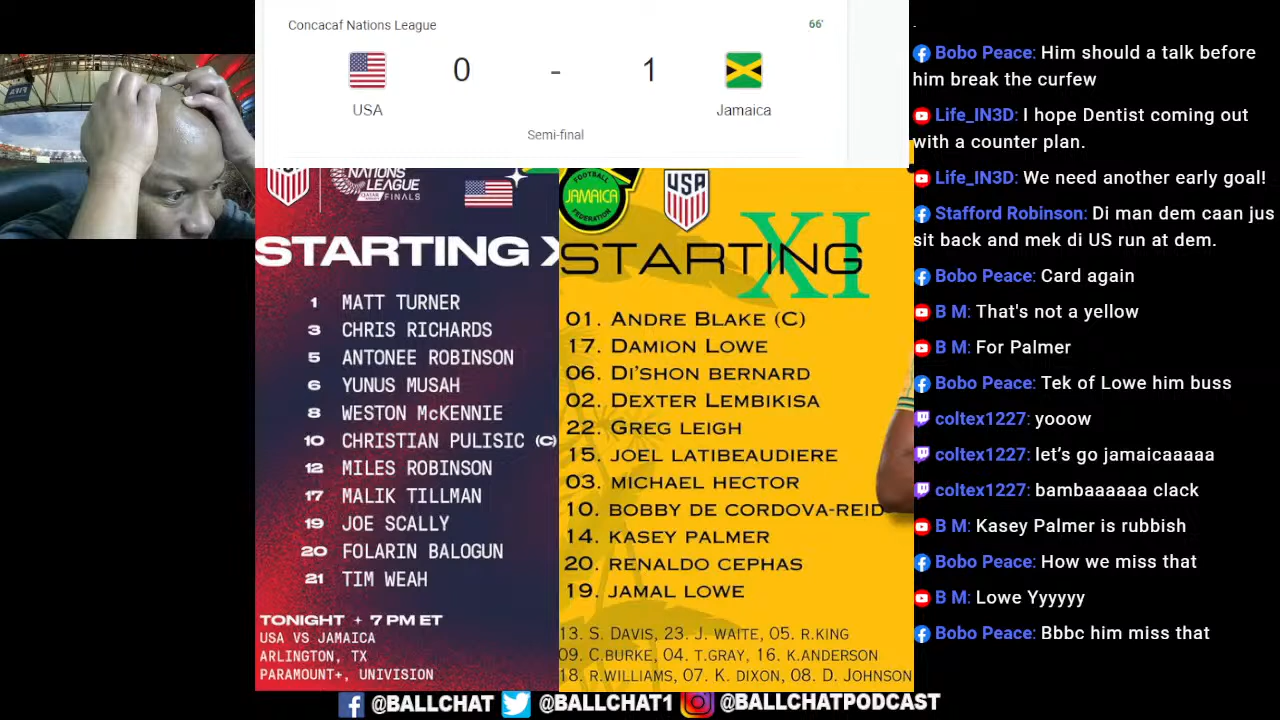 Concacaf Nations League
66'
0 - 1
USA
Jamaica
Semi-final
NATIONS
LEAGUE
FINALS
STARTING X
1 MATT TURNER
3 CHRIS RICHARDS
5 ANTONEE ROBINSON
6 YUNUS MUSAH
8 WESTON McKENNIE
10 CHRISTIAN PULISIC (C)
12 MILES ROBINSON
17 MALIK TILLMAN
19 JOE SCALLY
20 FOLARIN BALOGUN
21 TIM WEAH
TONIGHT + 7 PM ET
USA VS JAMAICA
ARLINGTON, TX
PARAMOUNT+, UNIVISION
FOOTBALL
JAMAICA
FEDERATION
USA
STARTING
XI
01. ANDRE BLAKE (C)
17. DAMION LOWE
06. DI'SHON BERNARD
02. DEXTER LEMBIKISA
22. GREG LEIGH
15. JOEL LATIBEAUDIERE
03. MICHAEL HECTOR
10. BOBBY DE CORDOVA-REID
14. KASEY PALMER
20. RENALDO CEPHAS
19. JAMAL LOWE
13. S. DAVIS, 23. J. WAITE, 05. R.KING
09. C.BURKE, 04. T.GRAY, 16. K.ANDERSON
18. R.WILLIAMS, 07. K. DIXON, 08. D. JOHNSON
Bobo Peace: Him should a talk before
him break the curfew
Life_IN3D: I hope Dentist coming out
with a counter plan.
Life_IN3D: We need another early goal!
Stafford Robinson: Di man dem caan jus
sit back and mek di US run at dem.
Bobo Peace: Card again
B M: That's not a yellow
B M: For Palmer
Bobo Peace: Tek of Lowe him buss
coltex1227: yooow
coltex1227: let's go jamaicaaaaa
coltex1227: bambaaaaaa clack
B M: Kasey Palmer is rubbish
Bobo Peace: How we miss that
B M: Lowe Yyyyyy
Bobo Peace: Bbbc him miss that
@BALLCHAT @BALLCHAT1 @BALLCHATPODCAST